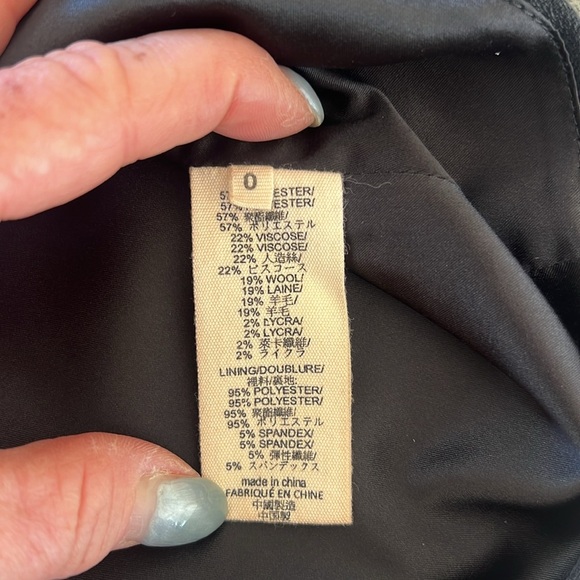 0
57% POLYESTER/
57% POLYESTER/
57% 聚酯纖維/
57% ポリエステル
22% VISCOSE/
22% VISCOSE/
22% 人造絲/
22% ビスコース
19% WOOL/
19% LAINE/
19% 羊毛/
19% 羊毛
2% LYCRA/
2% LYCRA/
2% 萊卡纖維/
2% ライクラ
LINING/DOUBLURE/
裡料/裏地:
95% POLYESTER/
95% POLYESTER/
95% 聚酯纖維/
95% ポリエステル
5% SPANDEX/
5% SPANDEX/
5% 彈性纖維/
5% スパンデックス
made in china
FABRIQUÉ EN CHINE
中國製造
中国製